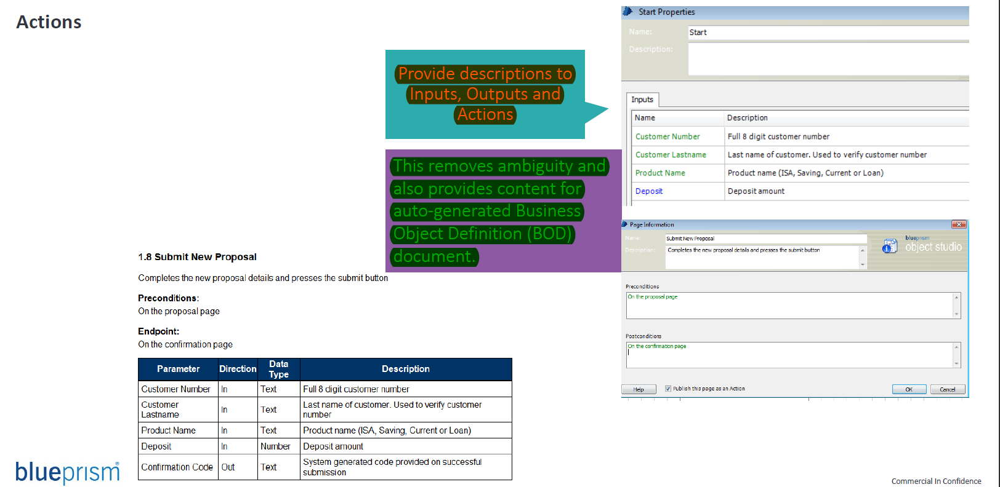 Actions
Provide descriptions to
Inputs, Outputs and
Actions
This removes ambiguity and
also provides content for
auto-generated Business
Object Definition (BOD)
document.
Start Properties
Name: Start
Description:
Inputs
Name Description
Customer Number Full 8 digit customer number
Customer Lastname Last name of customer. Used to verify customer number
Product Name Product name (ISA, Saving, Current or Loan)
Deposit Deposit amount
Page Information
Name: Submit New Proposal
Description: Completes the new proposal details and presses the submit button
blueprism
object studio
Preconditions
On the proposal page
Postconditions
On the confirmation page
Help Publish this page as an Action OK Cancel
1.8 Submit New Proposal
Completes the new proposal details and presses the submit button
Preconditions:
On the proposal page
Endpoint:
On the confirmation page
Parameter Direction Data Type Description
Customer Number In Text Full 8 digit customer number
Customer Lastname In Text Last name of customer. Used to verify customer number
Product Name In Text Product name (ISA, Saving, Current or Loan)
Deposit In Number Deposit amount
Confirmation Code Out Text System generated code provided on successful submission
blueprism®
Commercial In Confidence